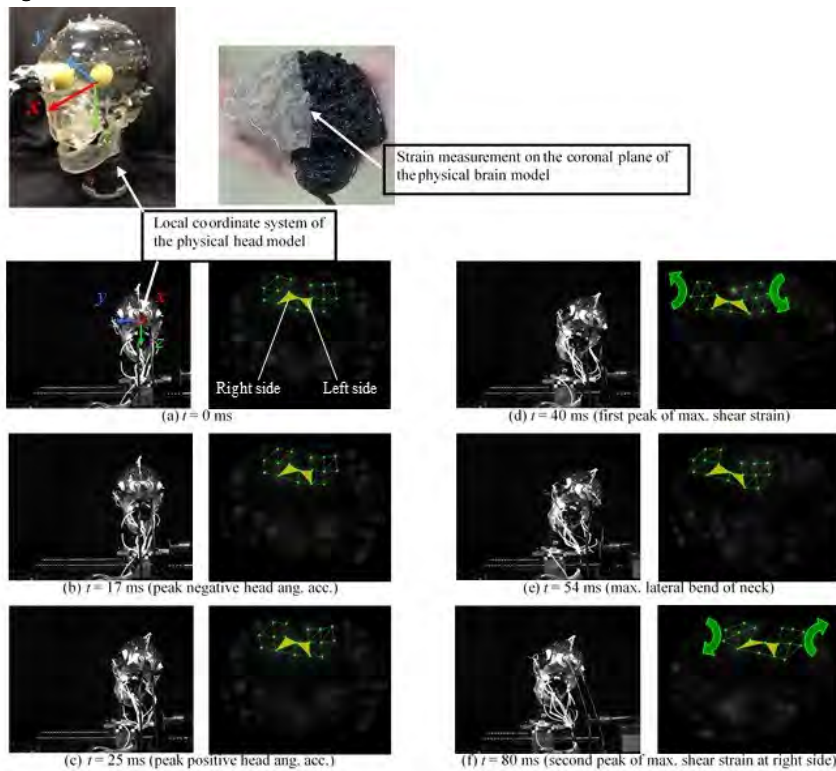 y
x
Strain measurement on the coronal plane of
the physical brain model
Local coordinate system of
the physical head model
y
x
z
Right side
Left side
(a) t = 0 ms
(d) t = 40 ms (first peak of max. shear strain)
(b) t = 17 ms (peak negative head ang. acc.)
(e) t = 54 ms (max. lateral bend of neck)
(c) t = 25 ms (peak positive head ang. acc.)
(f) t = 80 ms (second peak of max. shear strain at right side)